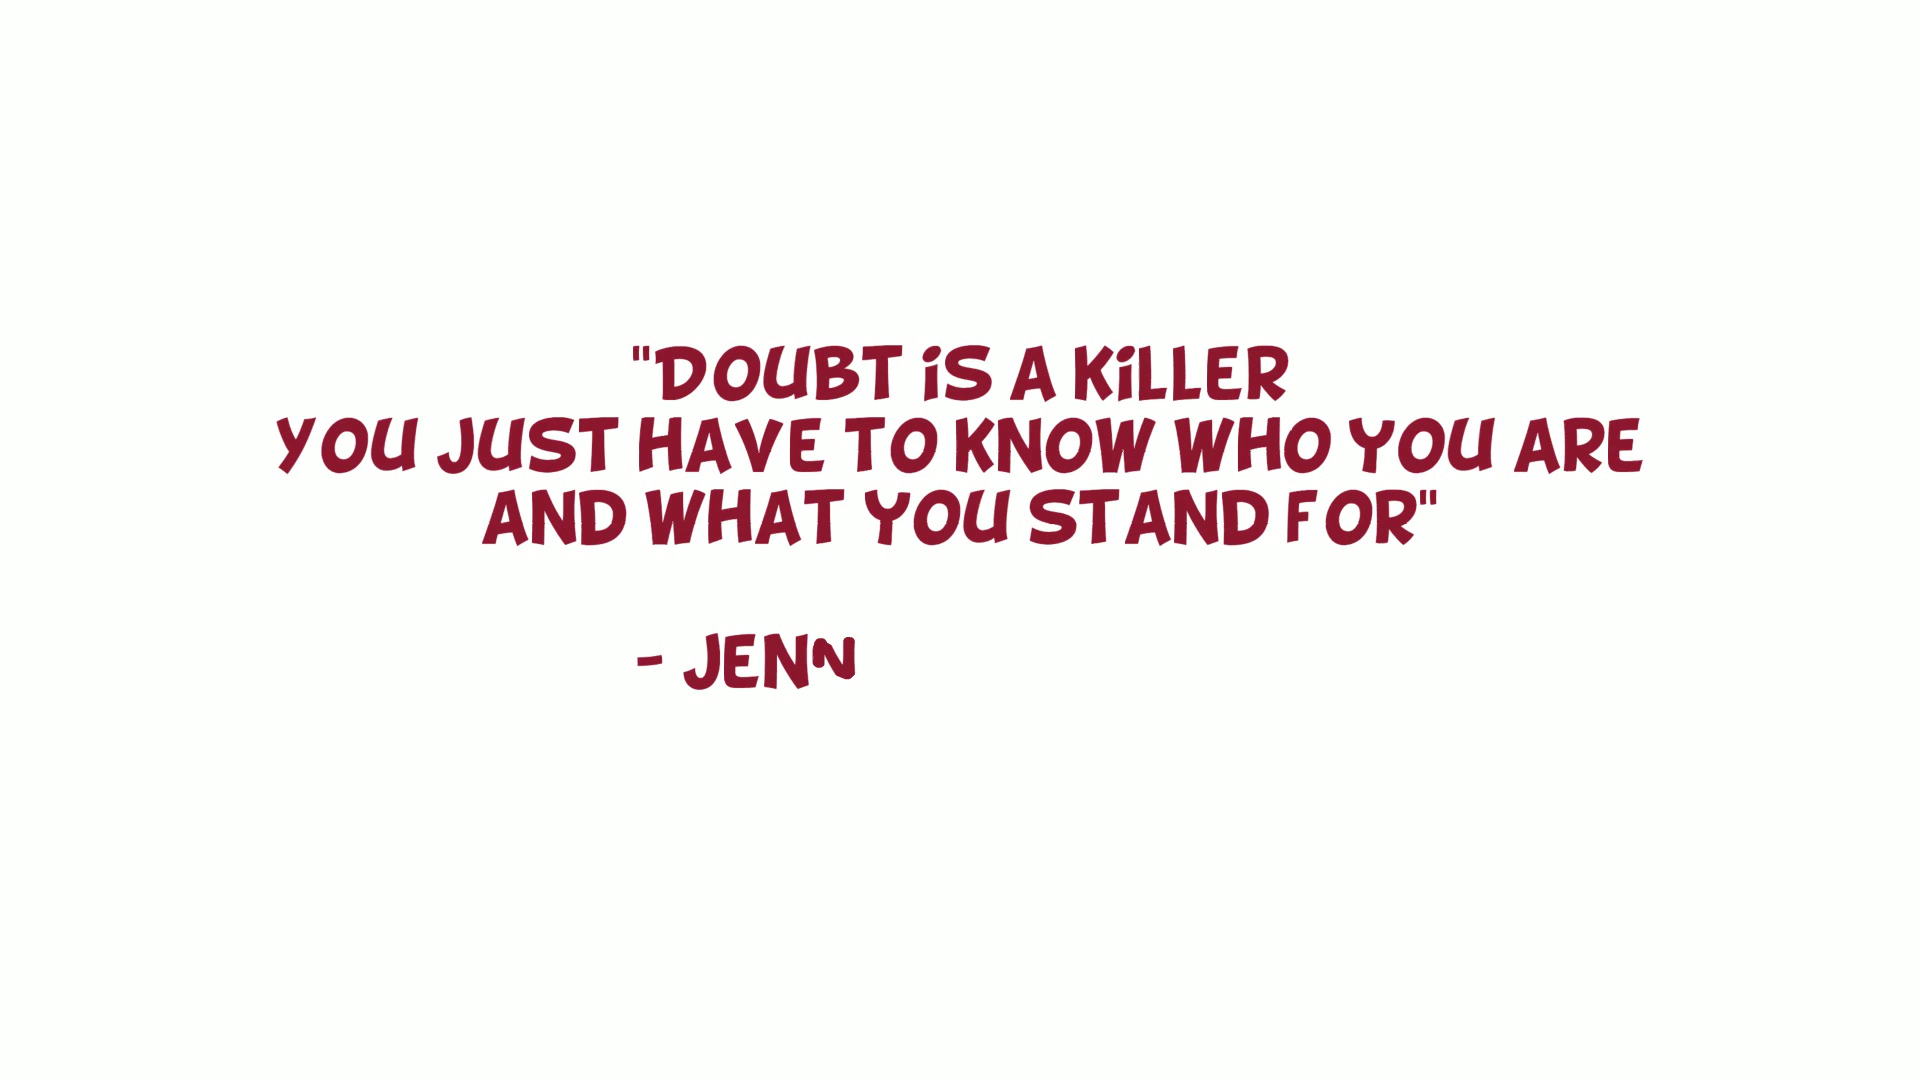 "DOUBT iS A KiLLER
YOU JUST HAVE TO KNOW WHO YOU ARE
AND WHAT YOU STAND FOR"
- JENN